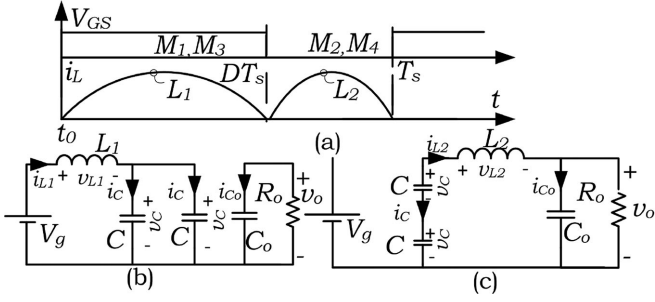 V_GS
M_1,M_3 M_2,M_4
i_L DT_s T_s
L_1 L_2
t_0 t
(a)
L_1
i_L1 + v_L1 -
i_C i_C i_Co
+ + +
v_C v_C R_o v_o
V_g C C C_o
- - -
(b)
L_2
i_L2 + v_L2 -
C + v_C -
i_C i_Co
+ R_o v_o
V_g C + v_C - C_o
-
(c)